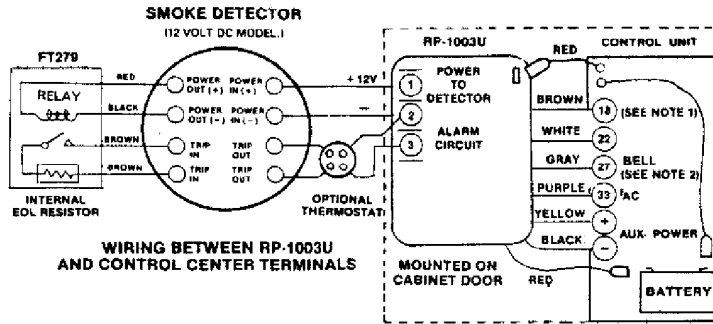 SMOKE DETECTOR
(12 VOLT DC MODEL.)
FT279
RELAY
RED
BLACK
BROWN
BROWN
INTERNAL
EOL RESISTOR
POWER
OUT (+)
POWER
IN (+)
POWER
OUT (-)
POWER
IN (-)
TRIP
IN
TRIP
OUT
TRIP
IN
TRIP
OUT
+ 12V
−
OPTIONAL
THERMOSTAT
WIRING BETWEEN RP-1003U
AND CONTROL CENTER TERMINALS
RP-1003U
1
POWER
TO
DETECTOR
2
ALARM
CIRCUIT
3
MOUNTED ON
CABINET DOOR
RED
CONTROL UNIT
BROWN
18
(SEE NOTE 1)
WHITE
22
GRAY
27
BELL
(SEE NOTE 2)
PURPLE
33
AC
YELLOW
+
AUX. POWER
BLACK
−
RED
BATTERY